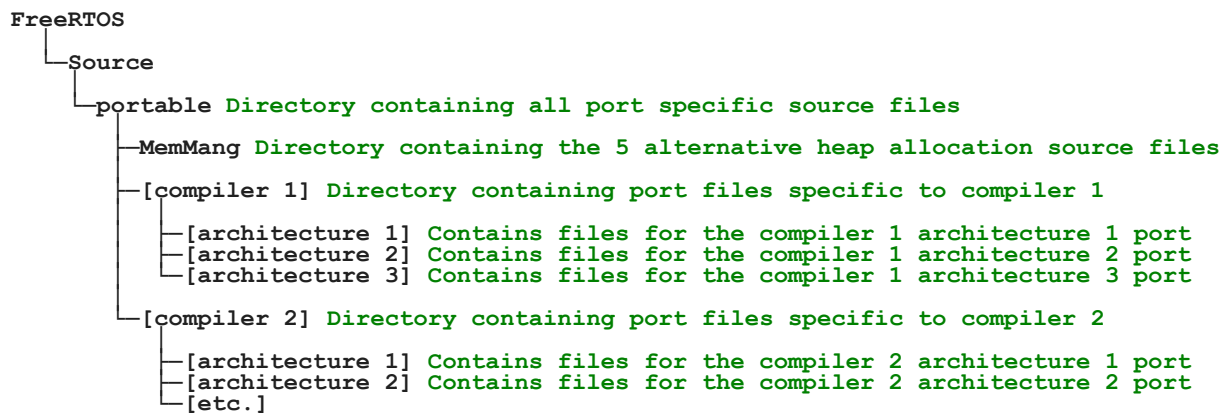 FreeRTOS
Source
portable Directory containing all port specific source files
MemMang Directory containing the 5 alternative heap allocation source files
[compiler 1] Directory containing port files specific to compiler 1
[architecture 1] Contains files for the compiler 1 architecture 1 port
[architecture 2] Contains files for the compiler 1 architecture 2 port
[architecture 3] Contains files for the compiler 1 architecture 3 port
[compiler 2] Directory containing port files specific to compiler 2
[architecture 1] Contains files for the compiler 2 architecture 1 port
[architecture 2] Contains files for the compiler 2 architecture 2 port
[etc.]